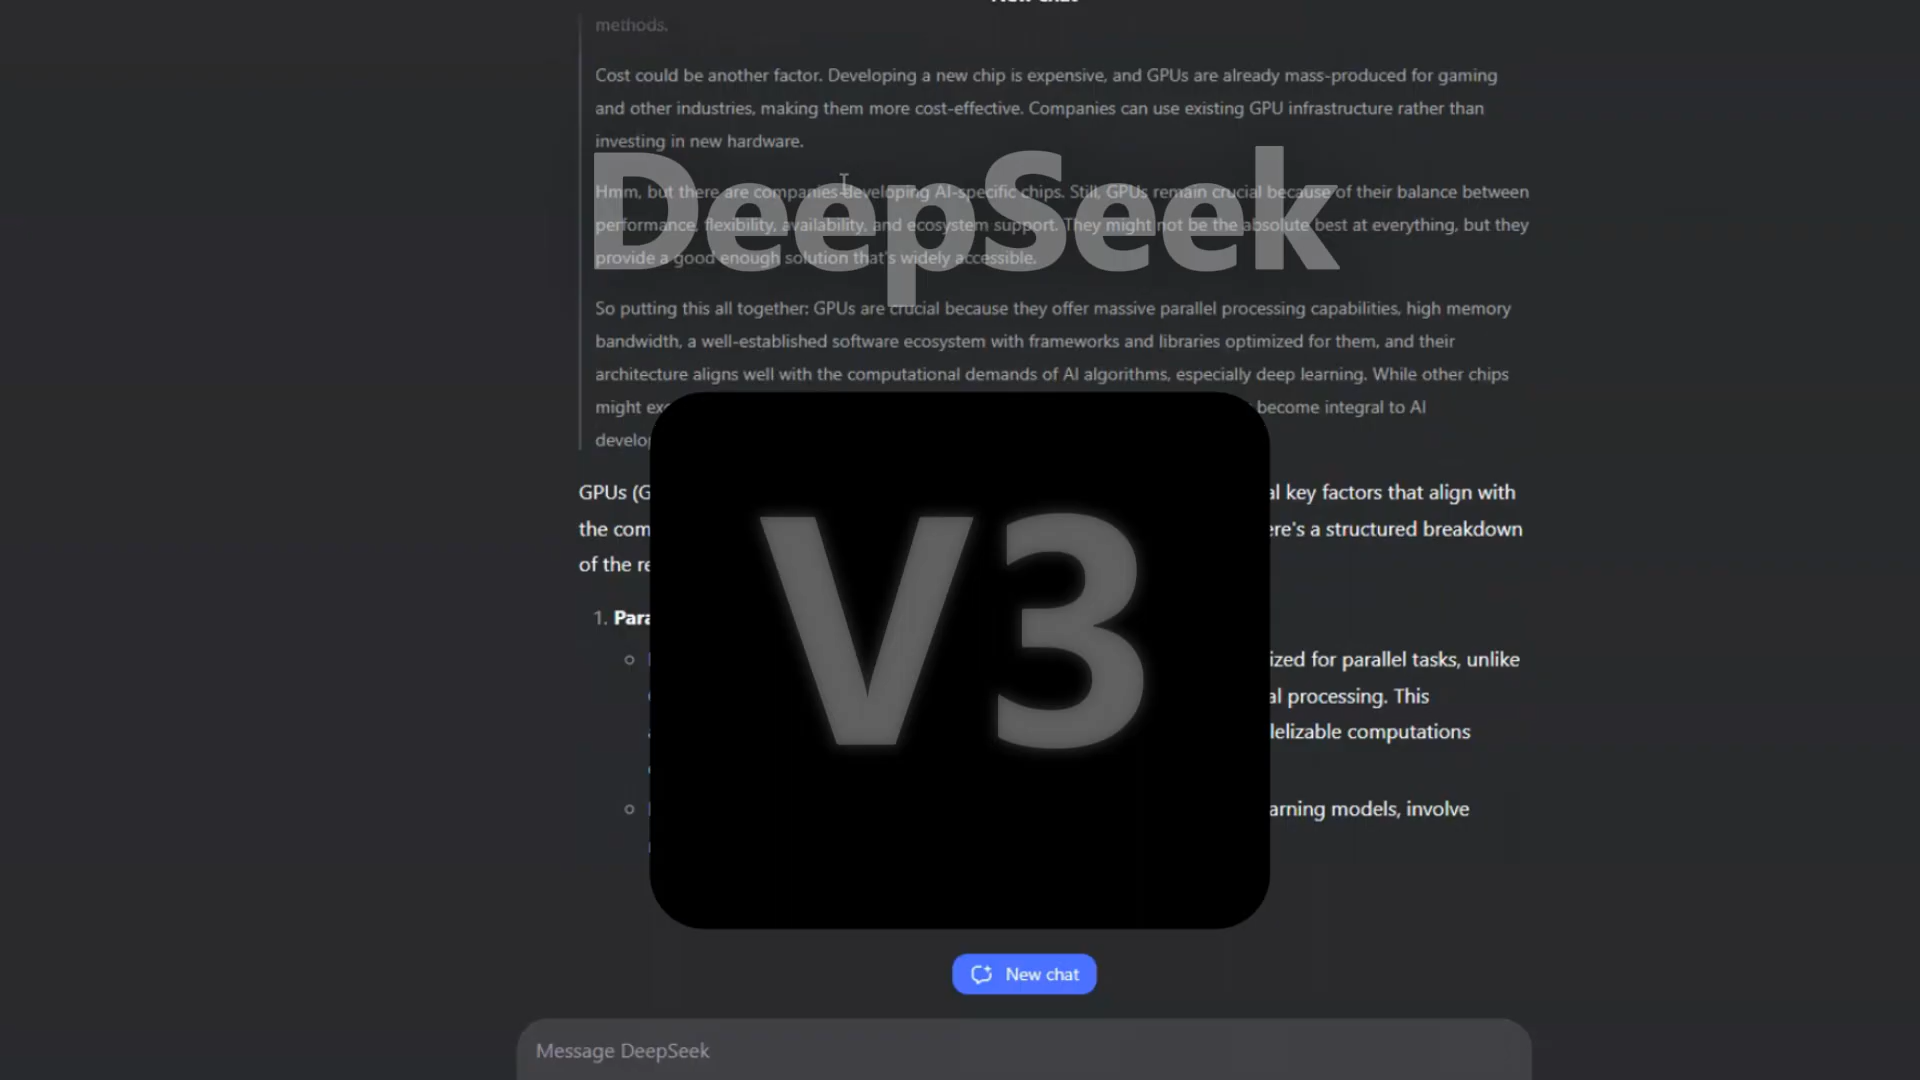 New chat
methods.
Cost could be another factor. Developing a new chip is expensive, and GPUs are already mass-produced for gaming
and other industries, making them more cost-effective. Companies can use existing GPU infrastructure rather than
investing in new hardware.
DeepSeek
Hmm, but there are companies developing AI-specific chips. Still, GPUs remain crucial because of their balance between
performance, flexibility, availability, and ecosystem support. They might not be the absolute best at everything, but they
provide a good enough solution that's widely accessible.
So putting this all together: GPUs are crucial because they offer massive parallel processing capabilities, high memory
bandwidth, a well-established software ecosystem with frameworks and libraries optimized for them, and their
architecture aligns well with the computational demands of AI algorithms, especially deep learning. While other chips
might become integral to AI
GPUs key factors that align with
the structured breakdown
of the
V3
1.
for parallel tasks, unlike
processing. This
computations
models, involve
New chat
Message DeepSeek